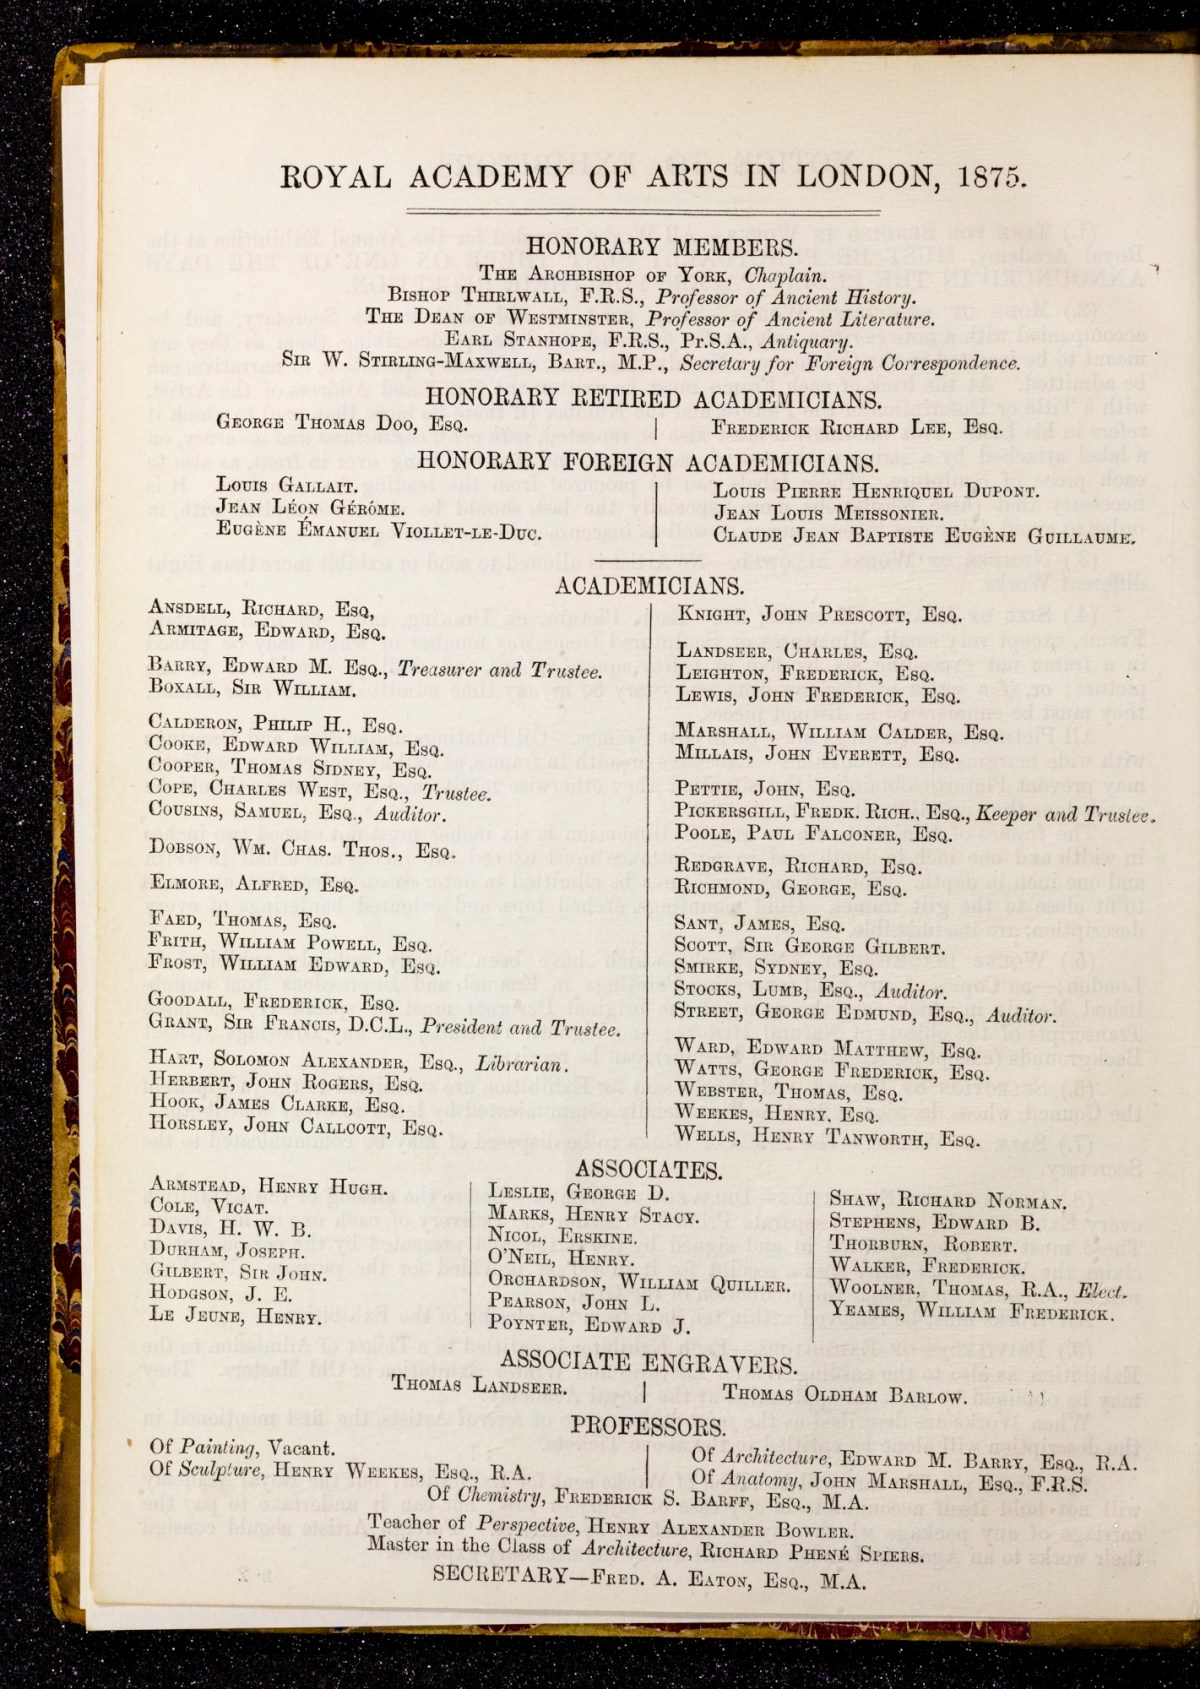 ROYAL ACADEMY OF ARTS IN LONDON, 1875.
HONORARY MEMBERS.
THE ARCHBISHOP OF YORK, Chaplain.
BISHOP THIRLWALL, F.R.S., Professor of Ancient History.
THE DEAN OF WESTMINSTER, Professor of Ancient Literature.
EARL STANHOPE, F.R.S., Pr.S.A., Antiquary.
SIR W. STIRLING-MAXWELL, BART., M.P., Secretary for Foreign Correspondence.
HONORARY RETIRED ACADEMICIANS.
GEORGE THOMAS DOO, ESQ.
FREDERICK RICHARD LEE, ESQ.
HONORARY FOREIGN ACADEMICIANS.
LOUIS GALLAIT.
JEAN LÉON GÉRÔME.
EUGÈNE ÉMANUEL VIOLLET-LE-DUC.
LOUIS PIERRE HENRIQUEL DUPONT.
JEAN LOUIS MEISSONIER.
CLAUDE JEAN BAPTISTE EUGÈNE GUILLAUME.
ACADEMICIANS.
ANSDELL, RICHARD, ESQ,
ARMITAGE, EDWARD, ESQ.
BARRY, EDWARD M. ESQ., Treasurer and Trustee.
BOXALL, SIR WILLIAM.
CALDERON, PHILIP H., ESQ.
COOKE, EDWARD WILLIAM, ESQ.
COOPER, THOMAS SIDNEY, ESQ.
COPE, CHARLES WEST, ESQ., Trustee.
COUSINS, SAMUEL, ESQ., Auditor.
DOBSON, WM. CHAS. THOS., ESQ.
ELMORE, ALFRED, ESQ.
FAED, THOMAS, ESQ.
FRITH, WILLIAM POWELL, ESQ.
FROST, WILLIAM EDWARD, ESQ.
GOODALL, FREDERICK, ESQ.
GRANT, SIR FRANCIS, D.C.L., President and Trustee.
HART, SOLOMON ALEXANDER, ESQ., Librarian.
HERBERT, JOHN ROGERS, ESQ.
HOOK, JAMES CLARKE, ESQ.
HORSLEY, JOHN CALLCOTT, ESQ.
KNIGHT, JOHN PRESCOTT, ESQ.
LANDSEER, CHARLES, ESQ.
LEIGHTON, FREDERICK, ESQ.
LEWIS, JOHN FREDERICK, ESQ.
MARSHALL, WILLIAM CALDER, ESQ.
MILLAIS, JOHN EVERETT, ESQ.
PETTIE, JOHN, ESQ.
PICKERSGILL, FREDK. RICH., ESQ., Keeper and Trustee.
POOLE, PAUL FALCONER, ESQ.
REDGRAVE, RICHARD, ESQ.
RICHMOND, GEORGE, ESQ.
SANT, JAMES, ESQ.
SCOTT, SIR GEORGE GILBERT.
SMIRKE, SYDNEY, ESQ.
STOCKS, LUMB, ESQ., Auditor.
STREET, GEORGE EDMUND, ESQ., Auditor.
WARD, EDWARD MATTHEW, ESQ.
WATTS, GEORGE FREDERICK, ESQ.
WEBSTER, THOMAS, ESQ.
WEEKES, HENRY. ESQ.
WELLS, HENRY TANWORTH, ESQ.
ASSOCIATES.
ARMSTEAD, HENRY HUGH.
COLE, VICAT.
DAVIS, H. W. B.
DURHAM, JOSEPH.
GILBERT, SIR JOHN.
HODGSON, J. E.
LE JEUNE, HENRY.
LESLIE, GEORGE D.
MARKS, HENRY STACY.
NICOL, ERSKINE.
O'NEIL, HENRY.
ORCHARDSON, WILLIAM QUILLER.
PEARSON, JOHN L.
POYNTER, EDWARD J.
SHAW, RICHARD NORMAN.
STEPHENS, EDWARD B.
THORBURN, ROBERT.
WALKER, FREDERICK.
WOOLNER, THOMAS, R.A., Elect.
YEAMES, WILLIAM FREDERICK.
ASSOCIATE ENGRAVERS.
THOMAS LANDSEER.
THOMAS OLDHAM BARLOW.
PROFESSORS.
Of Painting, Vacant.
Of Sculpture, HENRY WEEKES, ESQ., R.A.
Of Architecture, EDWARD M. BARRY, ESQ., R.A.
Of Anatomy, JOHN MARSHALL, ESQ., F.R.S.
Of Chemistry, FREDERICK S. BARFF, ESQ., M.A.
Teacher of Perspective, HENRY ALEXANDER BOWLER.
Master in the Class of Architecture, RICHARD PHENÉ SPIERS.
SECRETARY—FRED. A. EATON, ESQ., M.A.